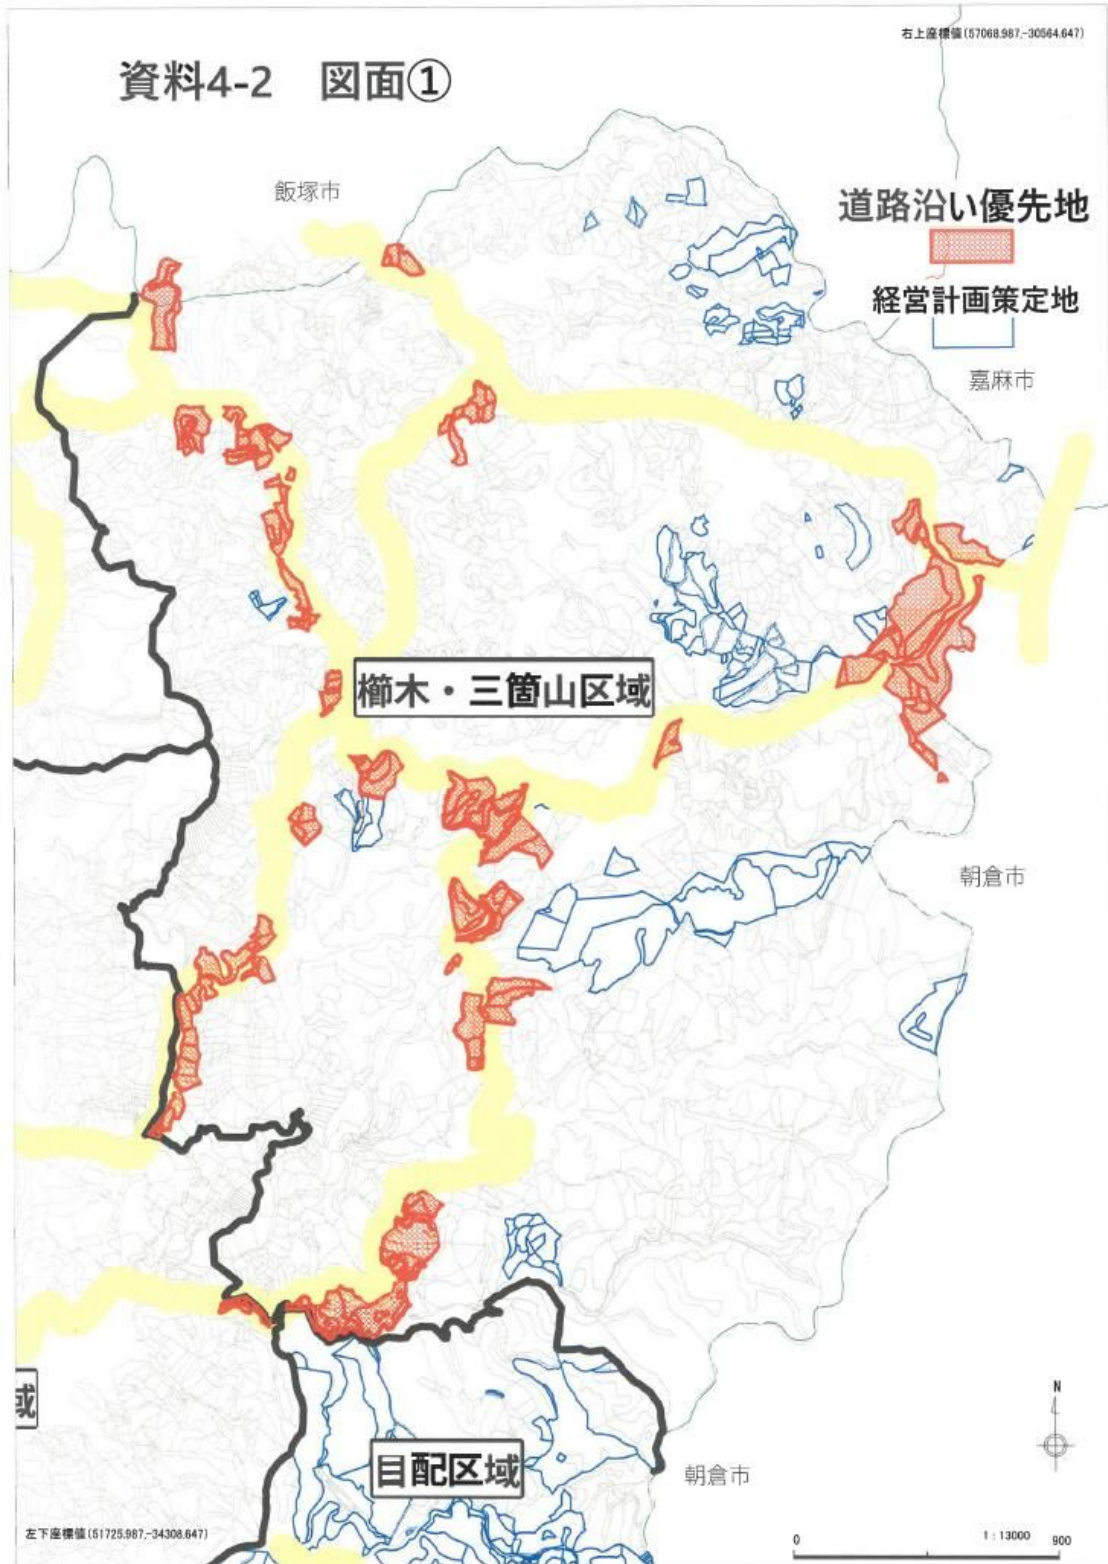 右上座標値(57068.987,-30564.647)
資料4-2　図面①
飯塚市
道路沿い優先地
経営計画策定地
嘉麻市
櫛木・三箇山区域
朝倉市
域
目配区域
朝倉市
N
左下座標値(51725.987,-34308.647)
0
1：13000
900